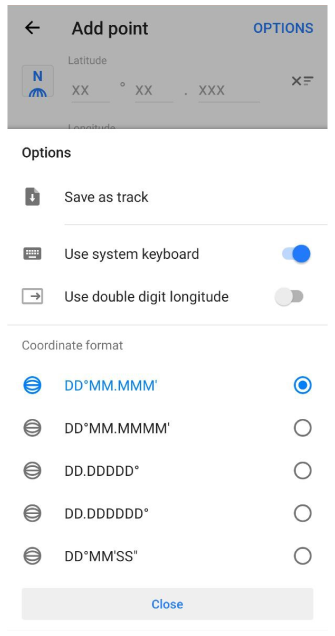 Add point
OPTIONS
Latitude
N
XX ° XX . XXX
Longitude
Options
Save as track
Use system keyboard
Use double digit longitude
Coordinate format
DD°MM.MMM'
DD°MM.MMMM'
DD.DDDDD°
DD.DDDDDD°
DD°MM'SS"
Close